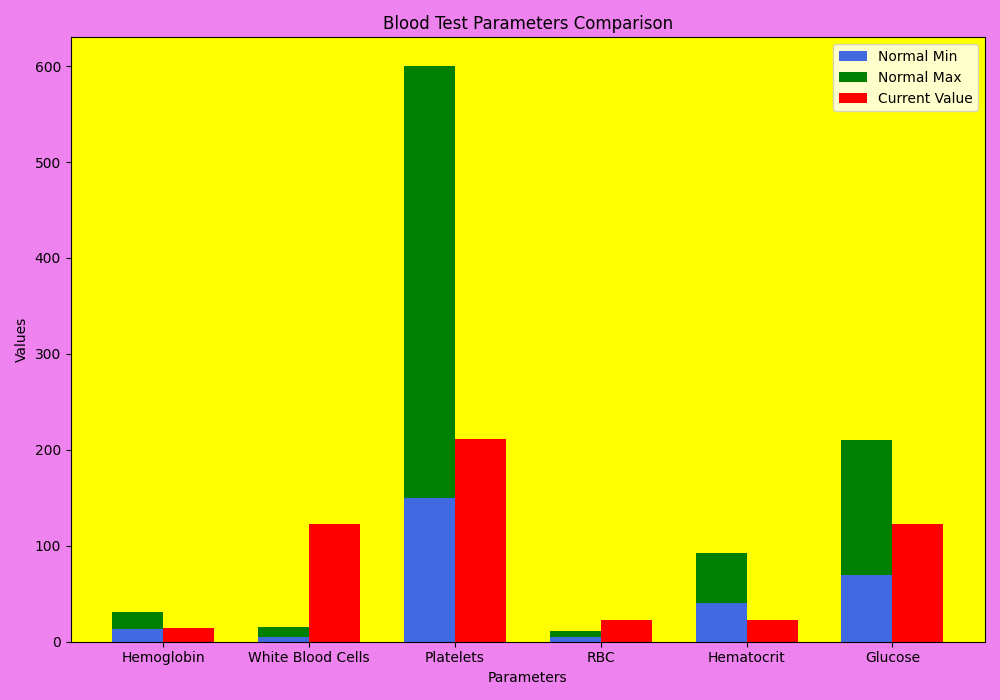 Blood Test Parameters Comparison
Normal Min
Normal Max
Current Value
Values
600
500
400
300
200
100
0
Hemoglobin White Blood Cells Platelets RBC Hematocrit Glucose
Parameters